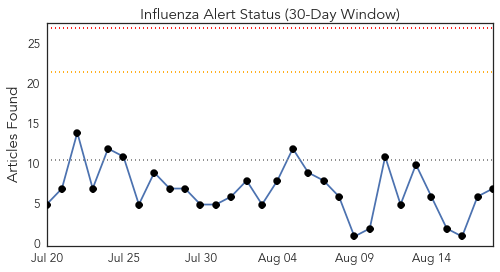 Influenza Alert Status (30-Day Window)
Articles Found
25
20
15
10
5
0
Jul 20 Jul 25 Jul 30 Aug 04 Aug 09 Aug 14